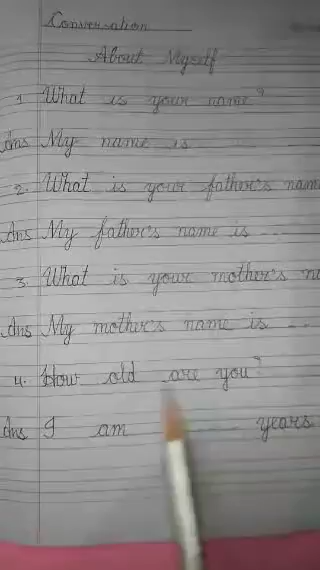 Conversation
About Myself
1. What is your name?
Ans My name is
2. What is your father's name
Ans My father's name is ...
3. What is your mother's
Ans My mother's name is ...
4. How old are you?
Ans I am ...... years